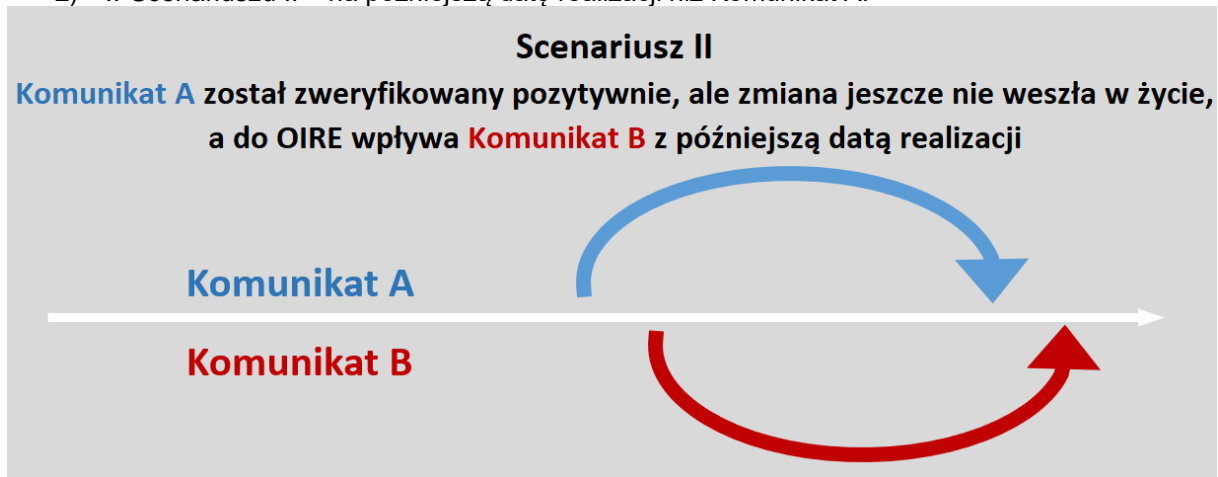 Scenariusz II
Komunikat A został zweryfikowany pozytywnie, ale zmiana jeszcze nie weszła w życie,
a do OIRE wpływa Komunikat B z późniejszą datą realizacji
Komunikat A
Komunikat B